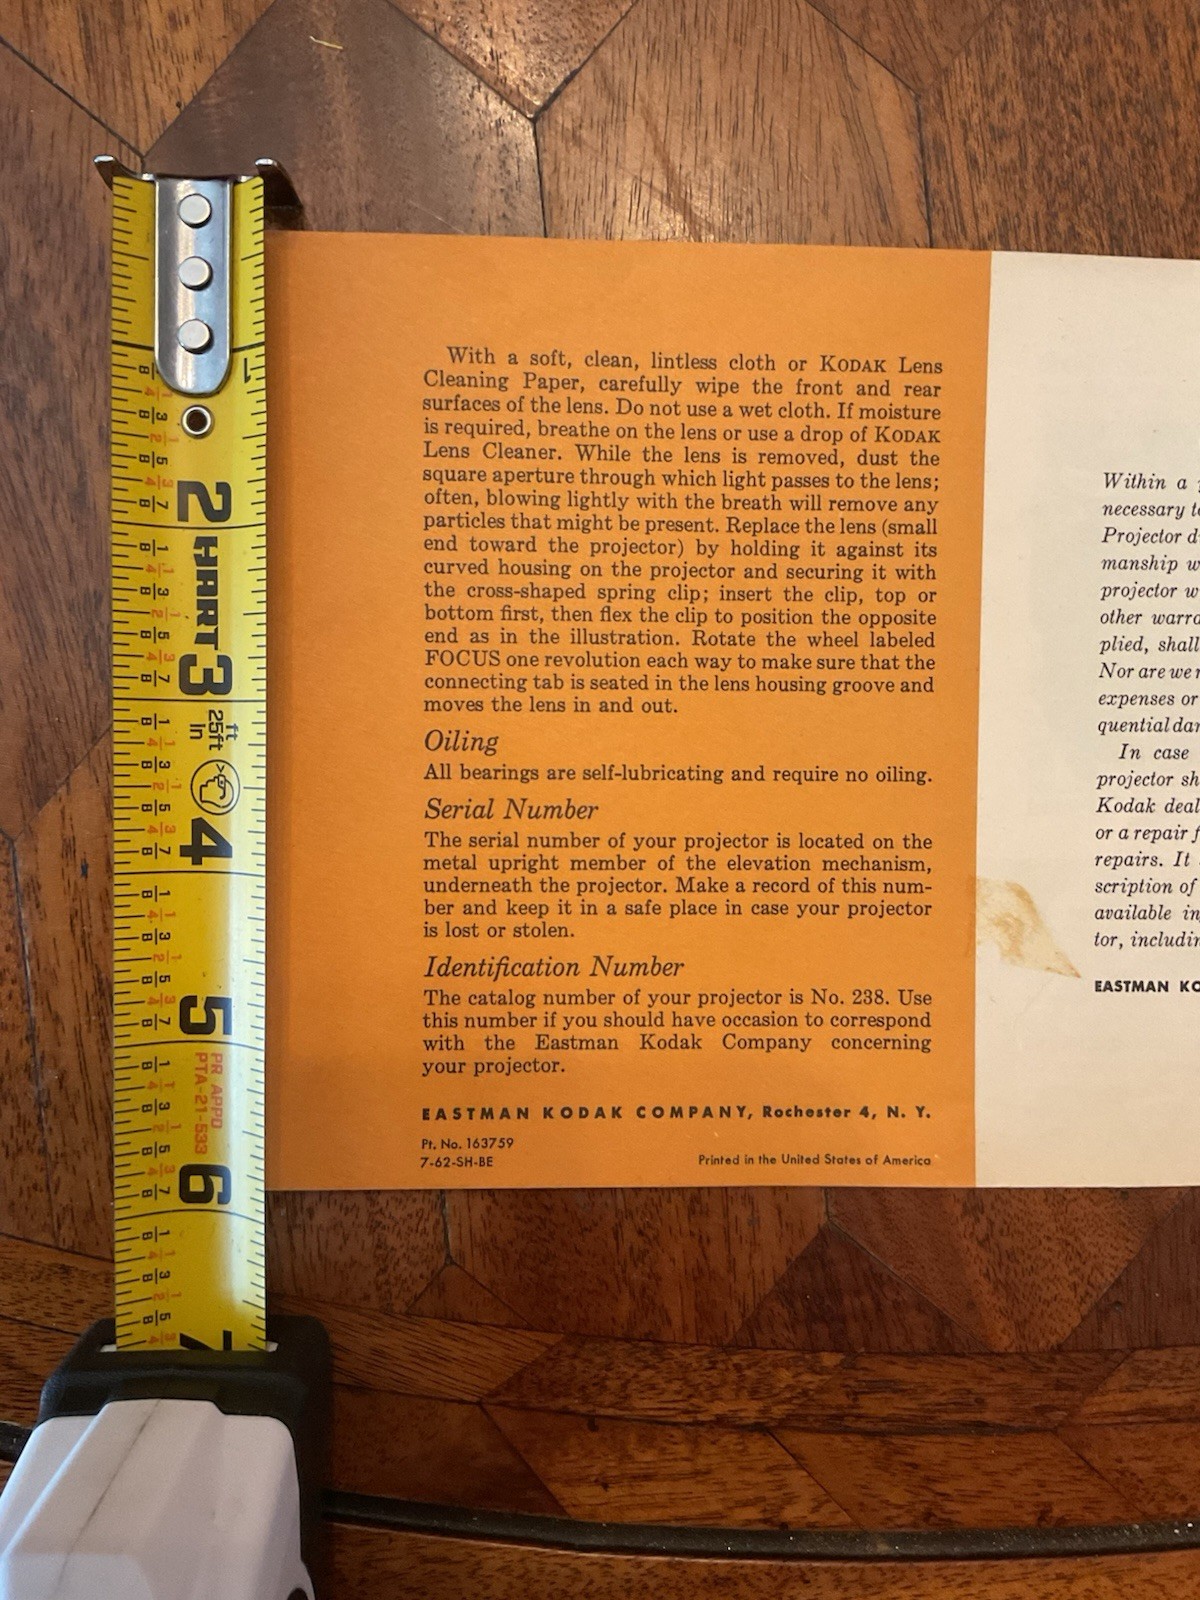 With a soft, clean, lintless cloth or KODAK Lens
Cleaning Paper, carefully wipe the front and rear
surfaces of the lens. Do not use a wet cloth. If moisture
is required, breathe on the lens or use a drop of KODAK
Lens Cleaner. While the lens is removed, dust the
square aperture through which light passes to the lens;
often, blowing lightly with the breath will remove any
particles that might be present. Replace the lens (small
end toward the projector) by holding it against its
curved housing on the projector and securing it with
the cross-shaped spring clip; insert the clip, top or
bottom first, then flex the clip to position the opposite
end as in the illustration. Rotate the wheel labeled
FOCUS one revolution each way to make sure that the
connecting tab is seated in the lens housing groove and
moves the lens in and out.
Oiling
All bearings are self-lubricating and require no oiling.
Serial Number
The serial number of your projector is located on the
metal upright member of the elevation mechanism,
underneath the projector. Make a record of this num-
ber and keep it in a safe place in case your projector
is lost or stolen.
Identification Number
The catalog number of your projector is No. 238. Use
this number if you should have occasion to correspond
with the Eastman Kodak Company concerning
your projector.
EASTMAN KODAK COMPANY, Rochester 4, N. Y.
Pt. No. 163759
7-62-SH-BE
Printed in the United States of America
Within a
necessary
Projector
manship
projector
other
plied, shall
Nor are we
expenses or
quential
In case
projector
Kodak
or a repair
repairs. It
scription of
available
tor,
EASTMAN
1
2
HART
3
25ft
ft
in
4
5
PR APPD
PTA-21-533
6
7